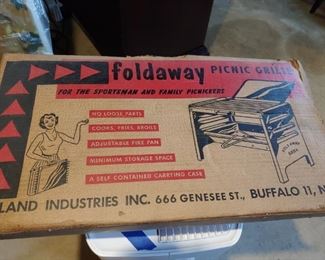 foldaway PICNIC GRILLE
FOR THE SPORTSMAN AND FAMILY PICNICKERS
NO LOOSE PARTS
COOKS, FRIES, BROILS
ADJUSTABLE FIRE PAN
MINIMUM STORAGE SPACE
A SELF CONTAINED CARRYING CASE
LAND INDUSTRIES INC. 666 GENESEE ST., BUFFALO 11, N